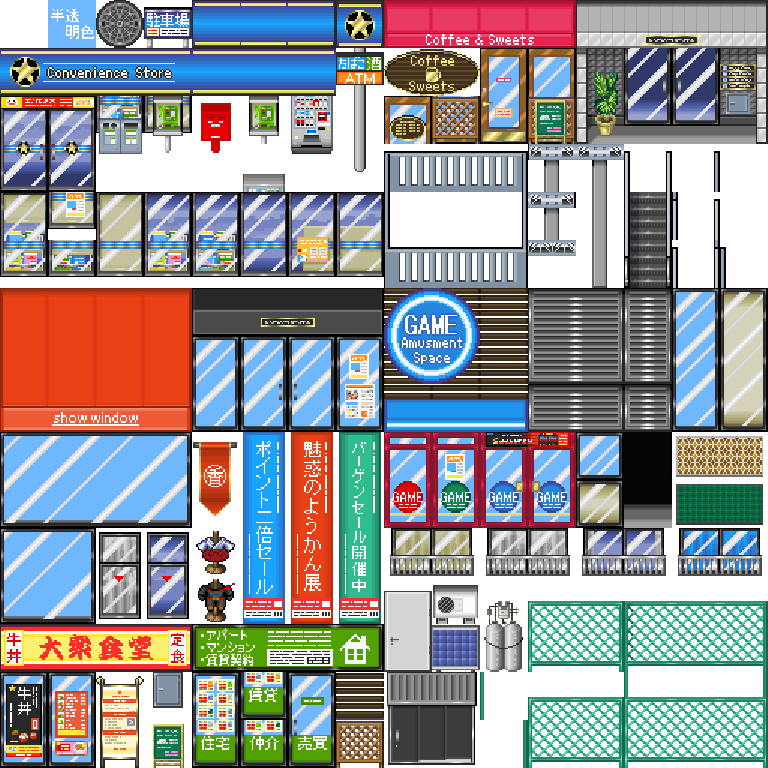 半透
明色
駐車場
Coffee & Sweets
Convenience Store
たばこ 酒
ATM
Coffee
Sweets
GAME
Amusment
Space
show window
香
ポイント二倍セール
魅惑のようかん展
バーゲンセール開催中
GAME
GAME
GAME
GAME
牛丼
大衆食堂
定食
・アパート
・マンション
・賃貸契約
牛丼
賃貸
住宅
仲介
売買